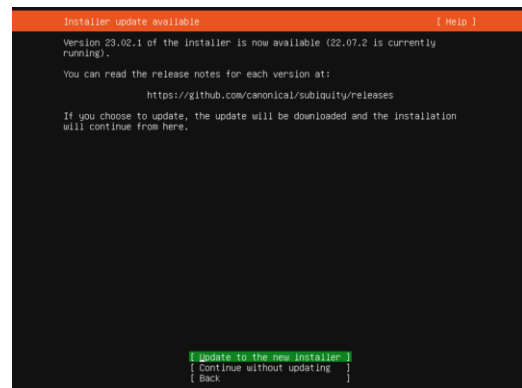 Installer update available [ Help ]
Version 23.02.1 of the installer is now available (22.07.2 is currently
running).
You can read the release notes for each version at:
https://github.com/canonical/subiquity/releases
If you choose to update, the update will be downloaded and the installation
will continue from here.
[ Update to the new installer ]
[ Continue without updating ]
[ Back ]